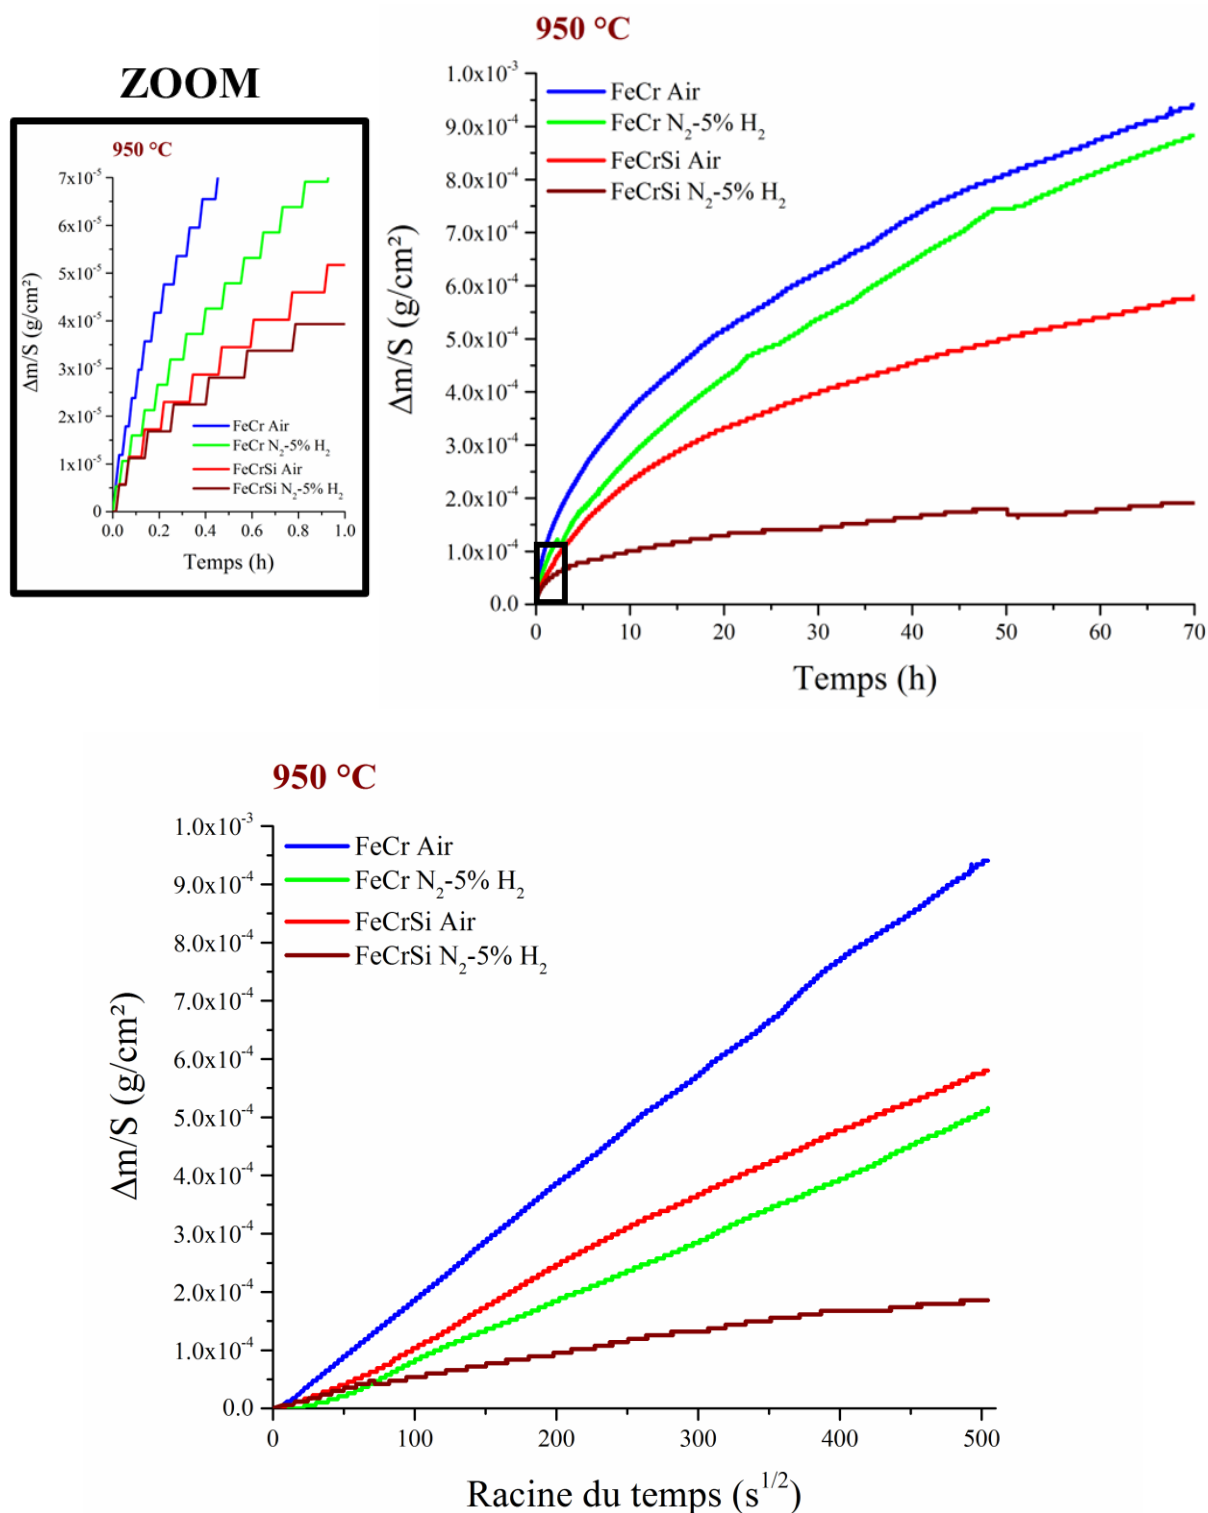 ZOOM
950 °C
7x10⁻⁵
6x10⁻⁵
5x10⁻⁵
4x10⁻⁵
3x10⁻⁵
2x10⁻⁵
1x10⁻⁵
0
Δm/S (g/cm²)
FeCr Air
FeCr N₂-5% H₂
FeCrSi Air
FeCrSi N₂-5% H₂
0.0 0.2 0.4 0.6 0.8 1.0
Temps (h)
950 °C
1.0x10⁻³
9.0x10⁻⁴
8.0x10⁻⁴
7.0x10⁻⁴
6.0x10⁻⁴
5.0x10⁻⁴
4.0x10⁻⁴
3.0x10⁻⁴
2.0x10⁻⁴
1.0x10⁻⁴
0.0
Δm/S (g/cm²)
FeCr Air
FeCr N₂-5% H₂
FeCrSi Air
FeCrSi N₂-5% H₂
0 10 20 30 40 50 60 70
Temps (h)
950 °C
1.0x10⁻³
9.0x10⁻⁴
8.0x10⁻⁴
7.0x10⁻⁴
6.0x10⁻⁴
5.0x10⁻⁴
4.0x10⁻⁴
3.0x10⁻⁴
2.0x10⁻⁴
1.0x10⁻⁴
0.0
Δm/S (g/cm²)
FeCr Air
FeCr N₂-5% H₂
FeCrSi Air
FeCrSi N₂-5% H₂
0 100 200 300 400 500
Racine du temps (s¹ᐟ²)